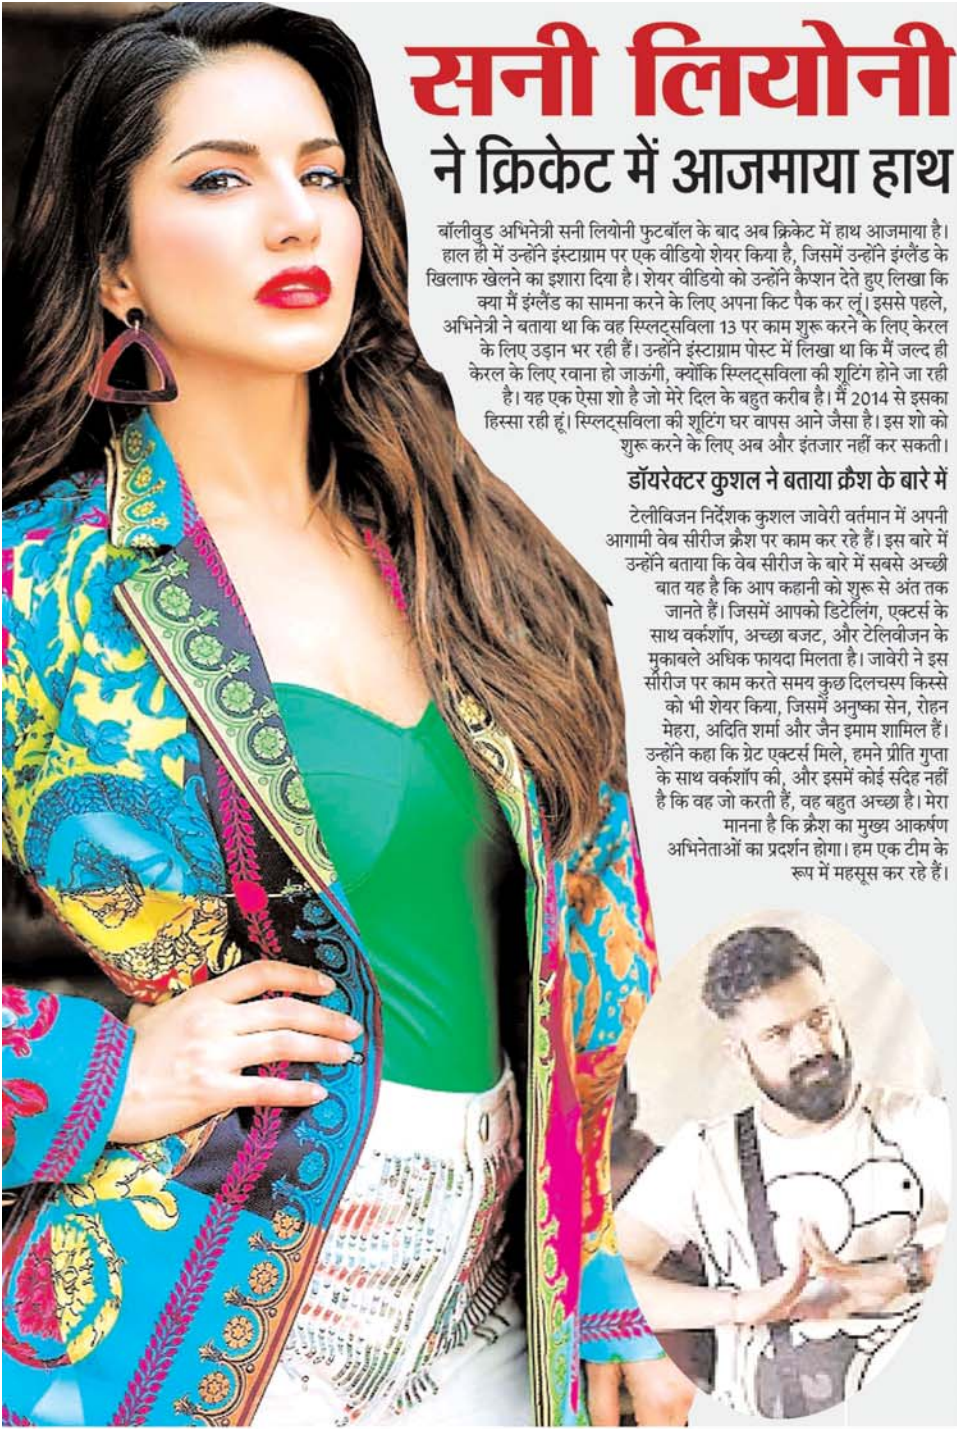 सनी लियोनी
ने क्रिकेट में आजमाया हाथ
बॉलीवुड अभिनेत्री सनी लियोनी फुटबॉल के बाद अब क्रिकेट में हाथ आजमाया है।
हाल ही में उन्होंने इंस्टाग्राम पर एक वीडियो शेयर किया है, जिसमें उन्होंने इंग्लैंड के
खिलाफ खेलने का इशारा दिया है। शेयर वीडियो को उन्होंने कैप्शन देते हुए लिखा कि
क्या मैं इंग्लैंड का सामना करने के लिए अपना किट पैक कर लूं। इससे पहले,
अभिनेत्री ने बताया था कि वह स्प्लिट्सविला 13 पर काम शुरू करने के लिए केरल
के लिए उड़ान भर रही हैं। उन्होंने इंस्टाग्राम पोस्ट में लिखा था कि मैं जल्द ही
केरल के लिए रवाना हो जाऊंगी, क्योंकि स्प्लिट्सविला की शूटिंग होने जा रही
है। यह एक ऐसा शो है जो मेरे दिल के बहुत करीब है। मैं 2014 से इसका
हिस्सा रही हूं। स्प्लिट्सविला की शूटिंग घर वापस आने जैसा है। इस शो को
शुरू करने के लिए अब और इंतजार नहीं कर सकती।
डॉयरेक्टर कुशल ने बताया क्रैश के बारे में
टेलीविजन निर्देशक कुशल जावेरी वर्तमान में अपनी
आगामी वेब सीरीज क्रैश पर काम कर रहे हैं। इस बारे में
उन्होंने बताया कि वेब सीरीज के बारे में सबसे अच्छी
बात यह है कि आप कहानी को शुरू से अंत तक
जानते हैं। जिसमें आपको डिटेलिंग, एक्टर्स के
साथ वर्कशॉप, अच्छा बजट, और टेलिवीजन के
मुकाबले अधिक फायदा मिलता है। जावेरी ने इस
सीरीज पर काम करते समय कुछ दिलचस्प किस्से
को भी शेयर किया, जिसमें अनुष्का सेन, रोहन
मेहरा, अदिति शर्मा और जैन इमाम शामिल हैं।
उन्होंने कहा कि ग्रेट एक्टर्स मिले, हमने प्रीति गुप्ता
के साथ वर्कशॉप की, और इसमें कोई संदेह नहीं
है कि वह जो करती हैं, वह बहुत अच्छा है। मेरा
मानना है कि क्रैश का मुख्य आकर्षण
अभिनेताओं का प्रदर्शन होगा। हम एक टीम के
रूप में महसूस कर रहे हैं।